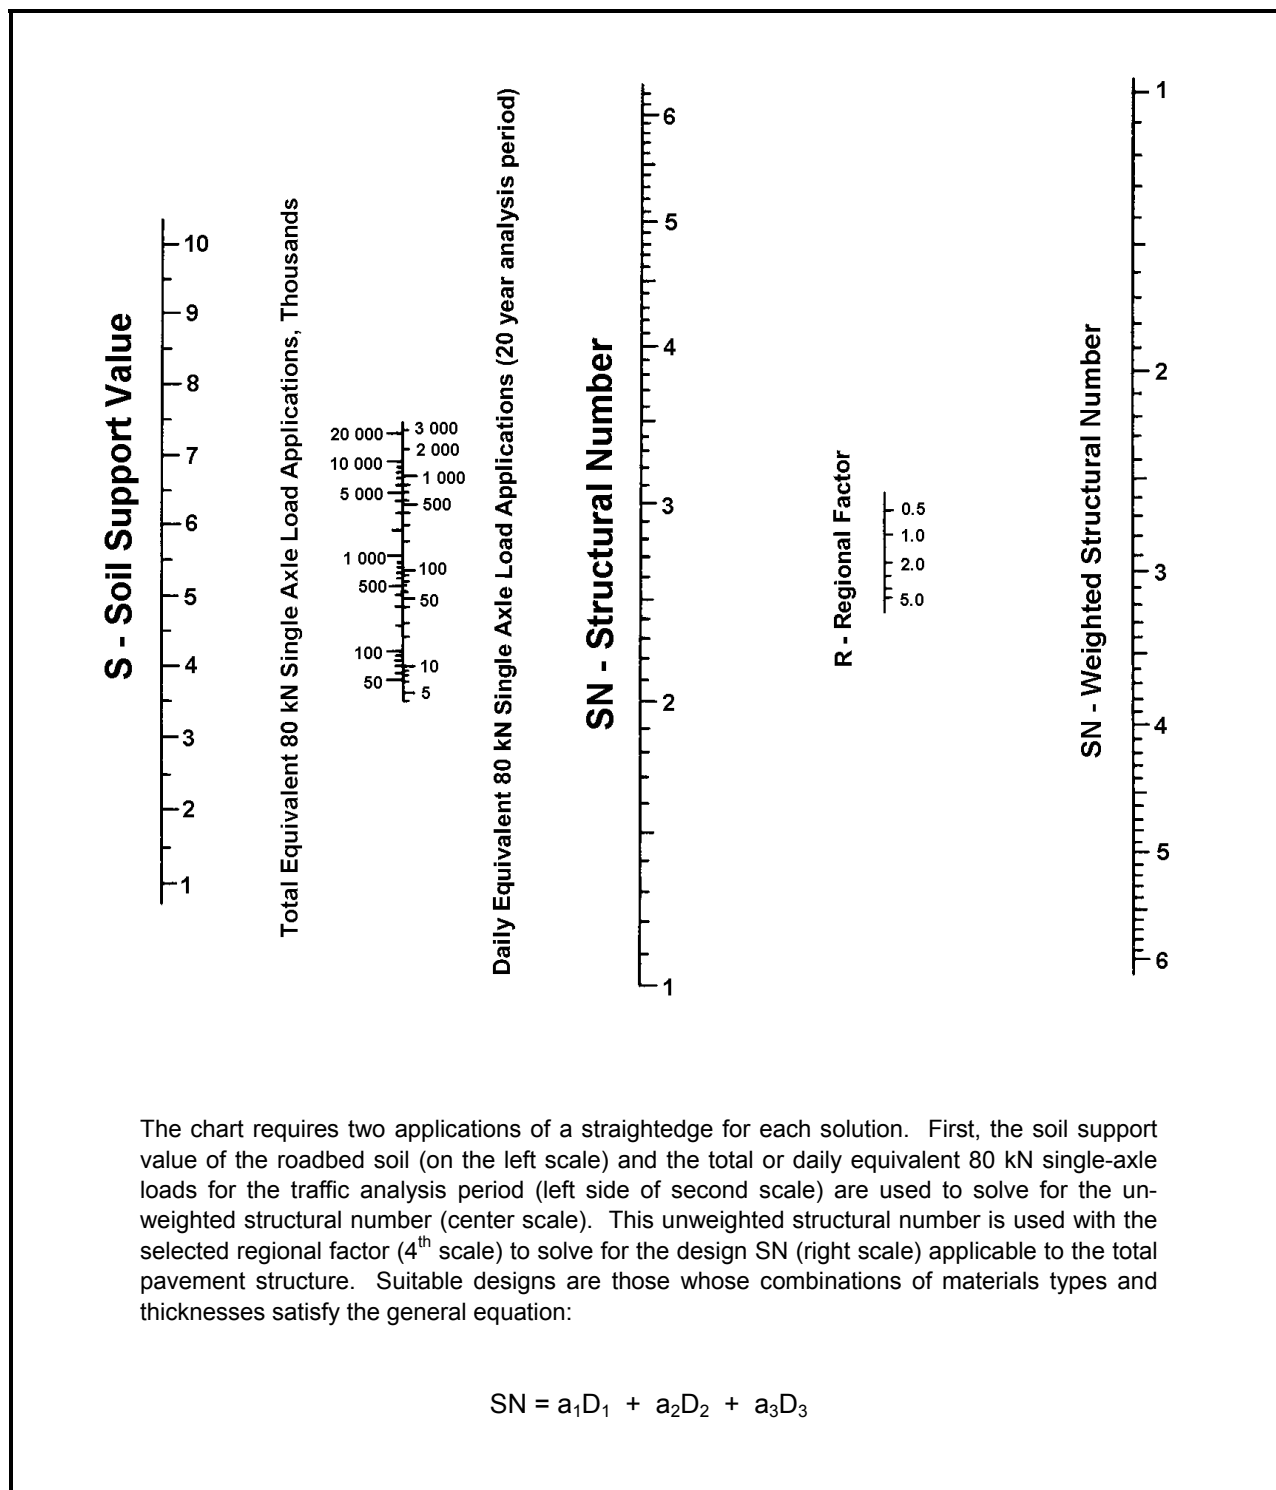 S - Soil Support Value
10
9
8
7
6
5
4
3
2
1
Total Equivalent 80 kN Single Axle Load Applications, Thousands
20 000
10 000
5 000
1 000
500
100
50
3 000
2 000
1 000
500
100
50
10
5
Daily Equivalent 80 kN Single Axle Load Applications (20 year analysis period)
SN - Structural Number
6
5
4
3
2
1
R - Regional Factor
0.5
1.0
2.0
5.0
SN - Weighted Structural Number
1
2
3
4
5
6
The chart requires two applications of a straightedge for each solution. First, the soil support
value of the roadbed soil (on the left scale) and the total or daily equivalent 80 kN single-axle
loads for the traffic analysis period (left side of second scale) are used to solve for the un-
weighted structural number (center scale). This unweighted structural number is used with the
selected regional factor (4th scale) to solve for the design SN (right scale) applicable to the total
pavement structure. Suitable designs are those whose combinations of materials types and
thicknesses satisfy the general equation:
SN = a₁D₁ + a₂D₂ + a₃D₃